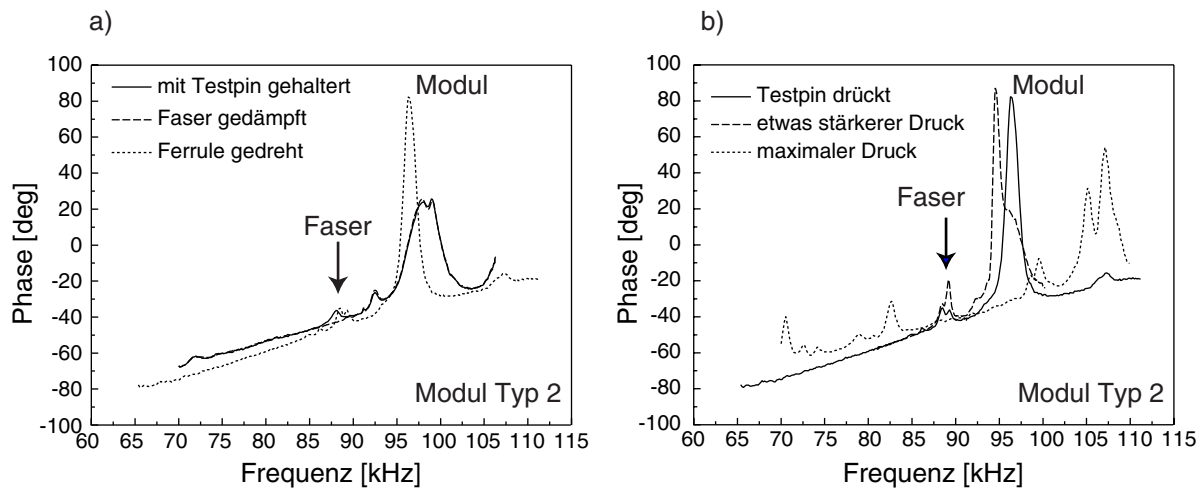 a)
Phase [deg]
100
80
60
40
20
0
-20
-40
-60
-80
-100
mit Testpin gehaltert
Faser gedämpft
Ferrule gedreht
Modul
Faser
Modul Typ 2
60 65 70 75 80 85 90 95 100 105 110 115
Frequenz [kHz]
b)
Phase [deg]
100
80
60
40
20
0
-20
-40
-60
-80
-100
Modul
Testpin drückt
etwas stärkerer Druck
maximaler Druck
Faser
Modul Typ 2
60 65 70 75 80 85 90 95 100 105 110 115
Frequenz [kHz]